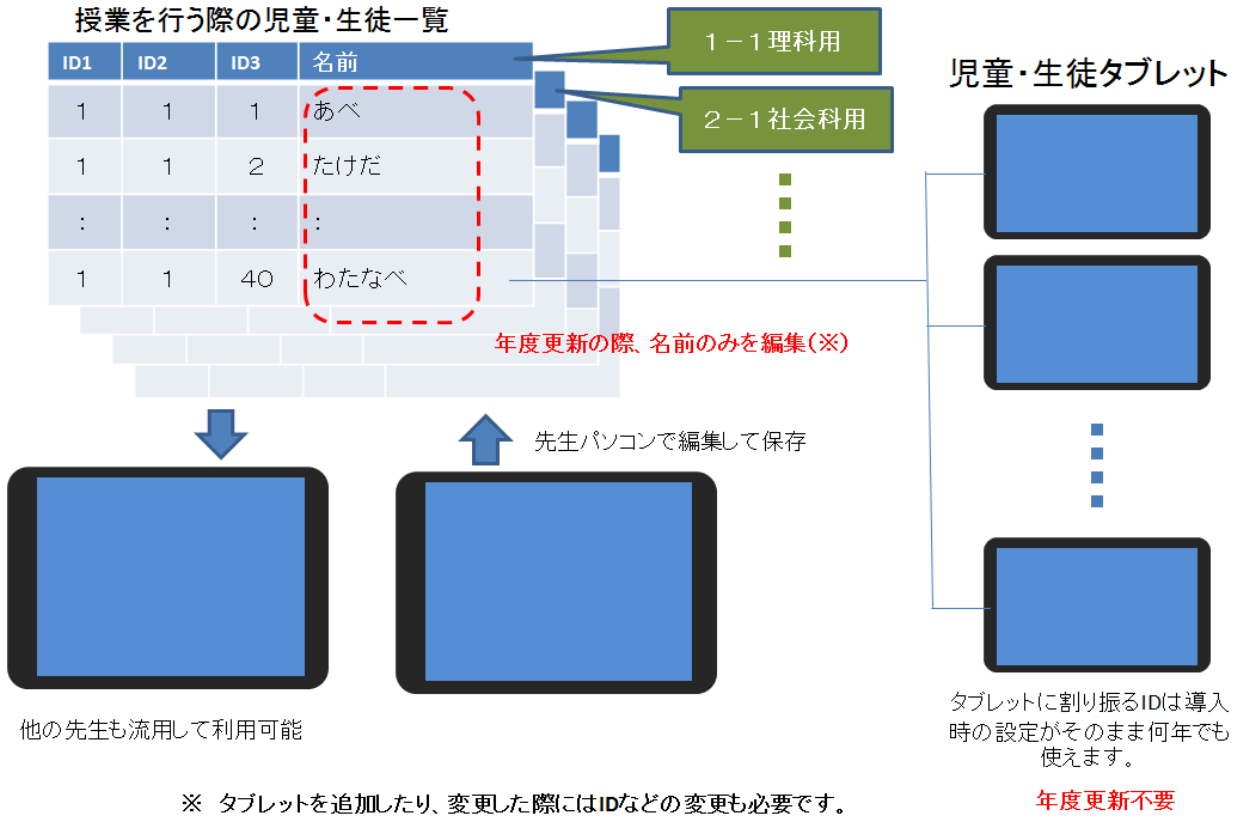 授業を行う際の児童・生徒一覧
ID1 ID2 ID3 名前
1 1 1 あべ
1 1 2 たけだ
： ： ： ：
1 1 40 わたなべ
１－１理科用
２－１社会科用
児童・生徒タブレット
年度更新の際、名前のみを編集(※)
先生パソコンで編集して保存
他の先生も流用して利用可能
タブレットに割り振るIDは導入
時の設定がそのまま何年でも
使えます。
年度更新不要
※　タブレットを追加したり、変更した際にはIDなどの変更も必要です。